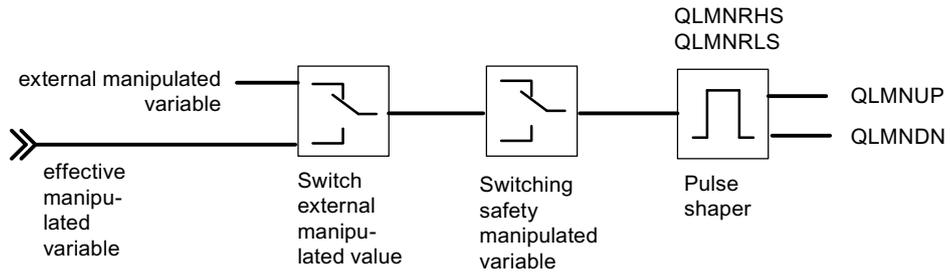 QLMNRHS
QLMNRLS
external manipulated
variable
QLMNUP
QLMNDN
effective
manipu-
lated
variable
Switch
external
manipu-
lated value
Switching
safety
manipulated
variable
Pulse
shaper